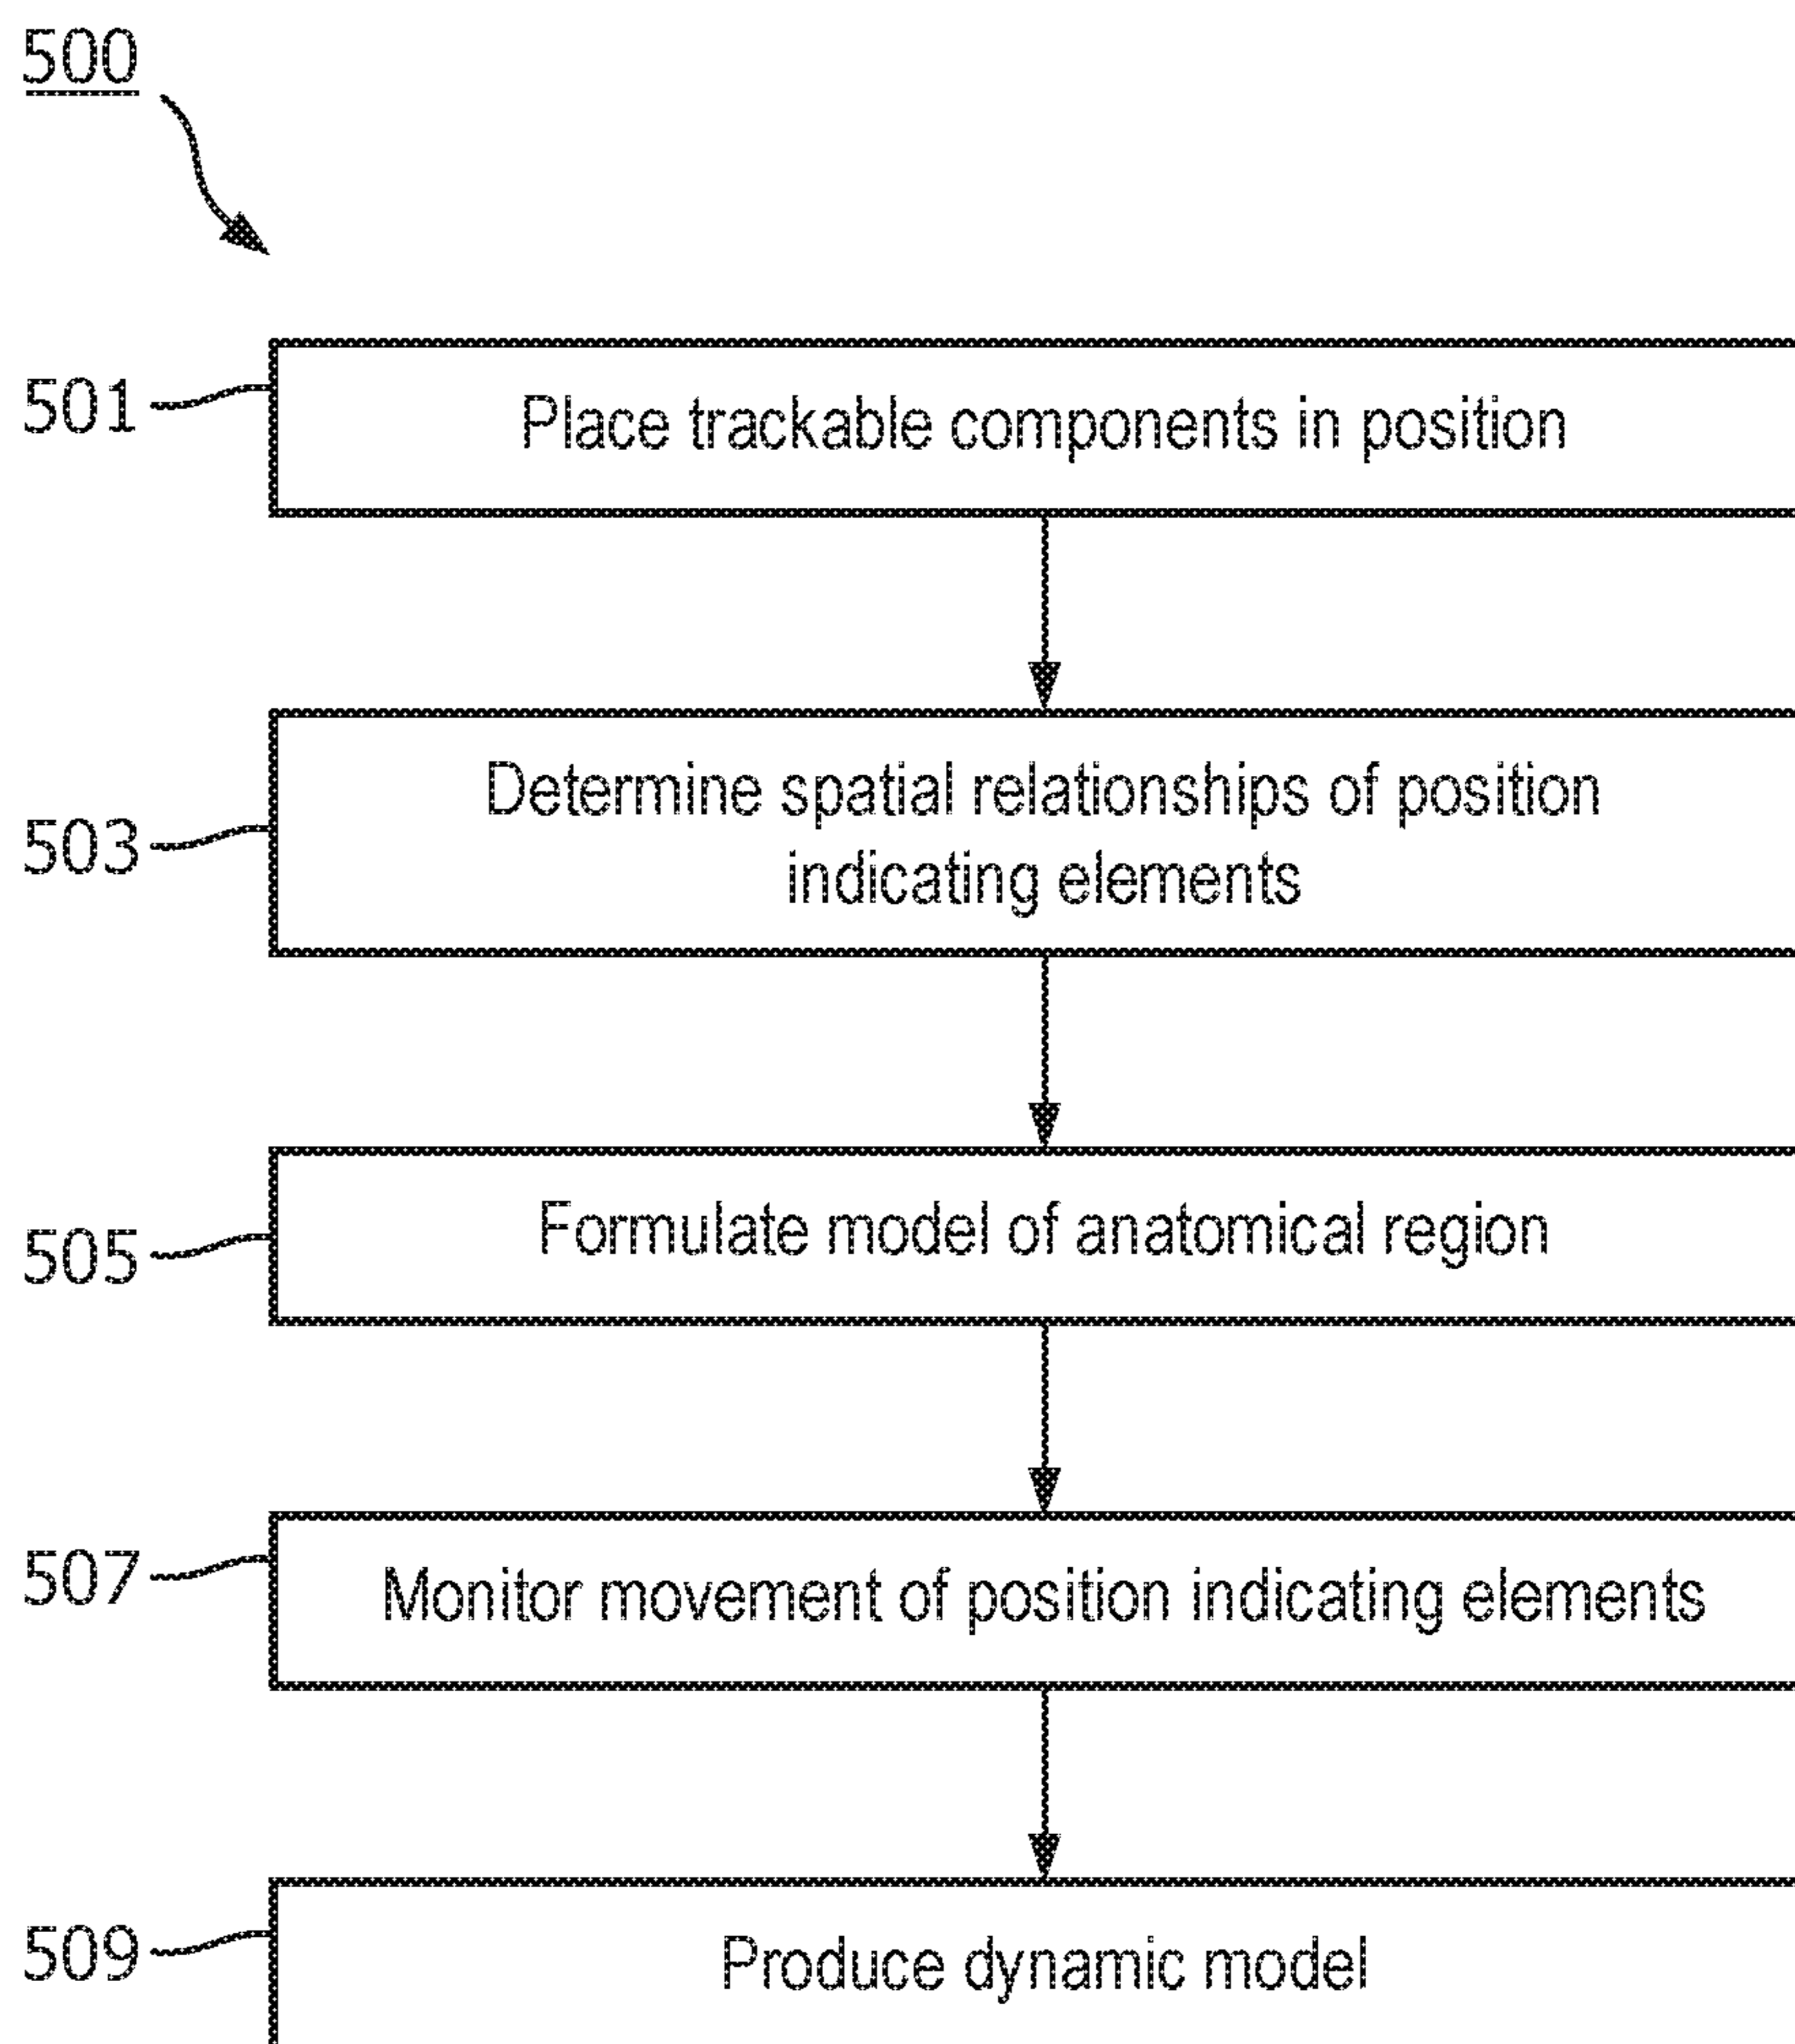 500
501
Place trackable components in position
503
Determine spatial relationships of position
indicating elements
505
Formulate model of anatomical region
507
Monitor movement of position indicating elements
509
Produce dynamic model